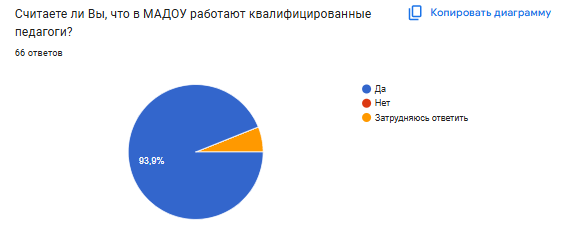 Считаете ли Вы, что в МАДОУ работают квалифицированные
педагоги?
Копировать диаграмму
66 ответов
Да
Нет
Затрудняюсь ответить
93,9%